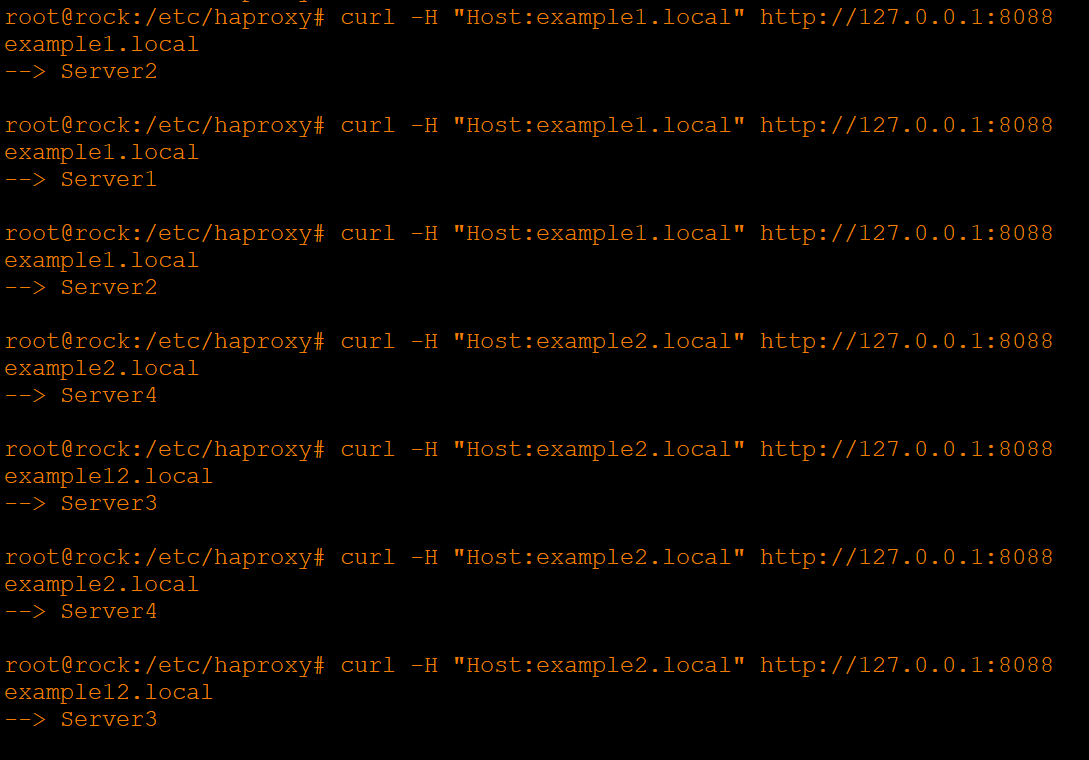 root@rock:/etc/haproxy# curl -H "Host:example1.local" http://127.0.0.1:8088
example1.local
--> Server2
root@rock:/etc/haproxy# curl -H "Host:example1.local" http://127.0.0.1:8088
example1.local
--> Server1
root@rock:/etc/haproxy# curl -H "Host:example1.local" http://127.0.0.1:8088
example1.local
--> Server2
root@rock:/etc/haproxy# curl -H "Host:example2.local" http://127.0.0.1:8088
example2.local
--> Server4
root@rock:/etc/haproxy# curl -H "Host:example2.local" http://127.0.0.1:8088
example12.local
--> Server3
root@rock:/etc/haproxy# curl -H "Host:example2.local" http://127.0.0.1:8088
example2.local
--> Server4
root@rock:/etc/haproxy# curl -H "Host:example2.local" http://127.0.0.1:8088
example12.local
--> Server3